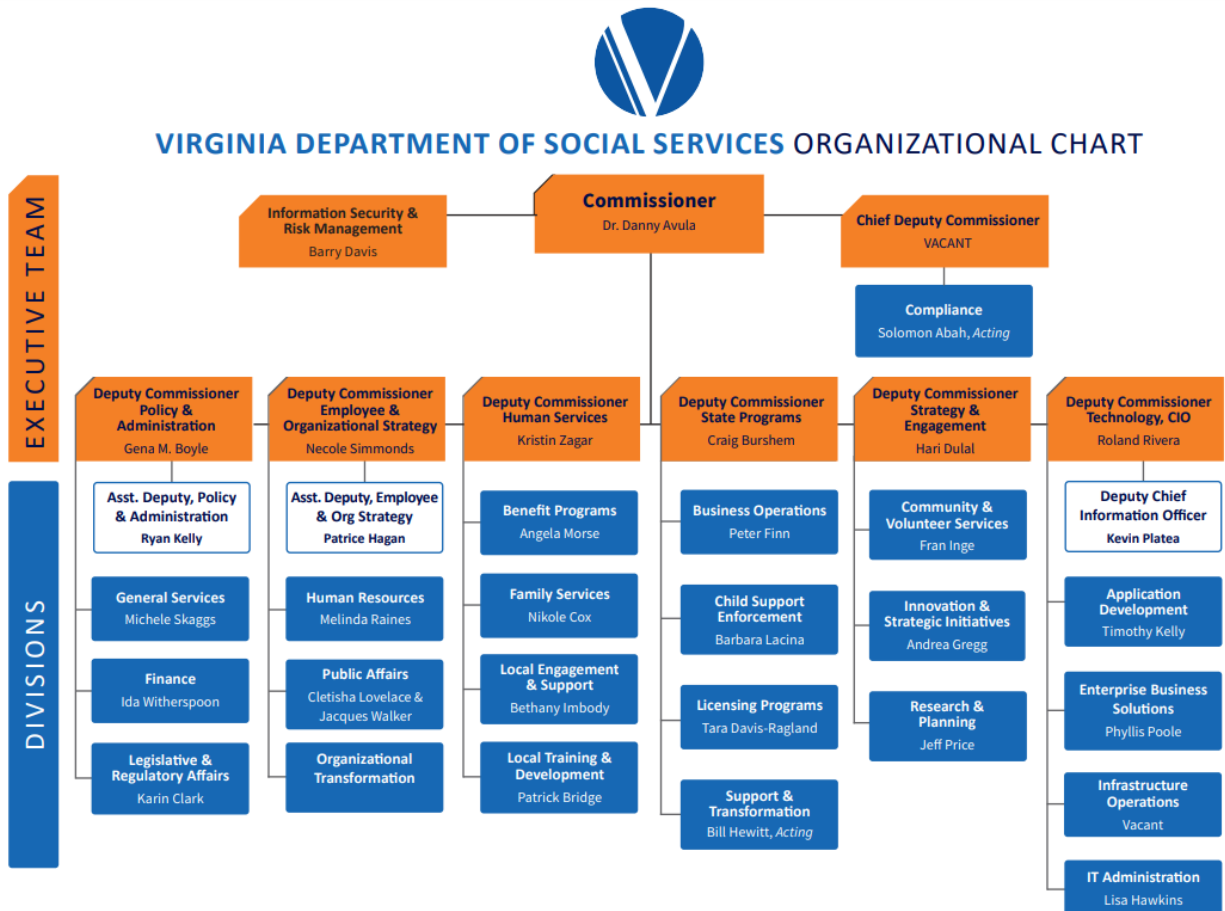 VIRGINIA DEPARTMENT OF SOCIAL SERVICES ORGANIZATIONAL CHART
EXECUTIVE TEAM
Information Security &
Risk Management
Barry Davis
Commissioner
Dr. Danny Avula
Chief Deputy Commissioner
VACANT
Compliance
Solomon Abah, Acting
Deputy Commissioner
Policy &
Administration
Gena M. Boyle
Deputy Commissioner
Employee &
Organizational Strategy
Necole Simmonds
Deputy Commissioner
Human Services
Kristin Zagar
Deputy Commissioner
State Programs
Craig Burshem
Deputy Commissioner
Strategy &
Engagement
Hari Dulal
Deputy Commissioner
Technology, CIO
Roland Rivera
DIVISIONS
Asst. Deputy, Policy
& Administration
Ryan Kelly
General Services
Michele Skaggs
Finance
Ida Witherspoon
Legislative &
Regulatory Affairs
Karin Clark
Asst. Deputy, Employee
& Org Strategy
Patrice Hagan
Human Resources
Melinda Raines
Public Affairs
Cletisha Lovelace &
Jacques Walker
Organizational
Transformation
Benefit Programs
Angela Morse
Family Services
Nikole Cox
Local Engagement
& Support
Bethany Imbody
Local Training &
Development
Patrick Bridge
Business Operations
Peter Finn
Child Support
Enforcement
Barbara Lacina
Licensing Programs
Tara Davis-Ragland
Support &
Transformation
Bill Hewitt, Acting
Community &
Volunteer Services
Fran Inge
Innovation &
Strategic Initiatives
Andrea Gregg
Research &
Planning
Jeff Price
Deputy Chief
Information Officer
Kevin Platea
Application
Development
Timothy Kelly
Enterprise Business
Solutions
Phyllis Poole
Infrastructure
Operations
Vacant
IT Administration
Lisa Hawkins